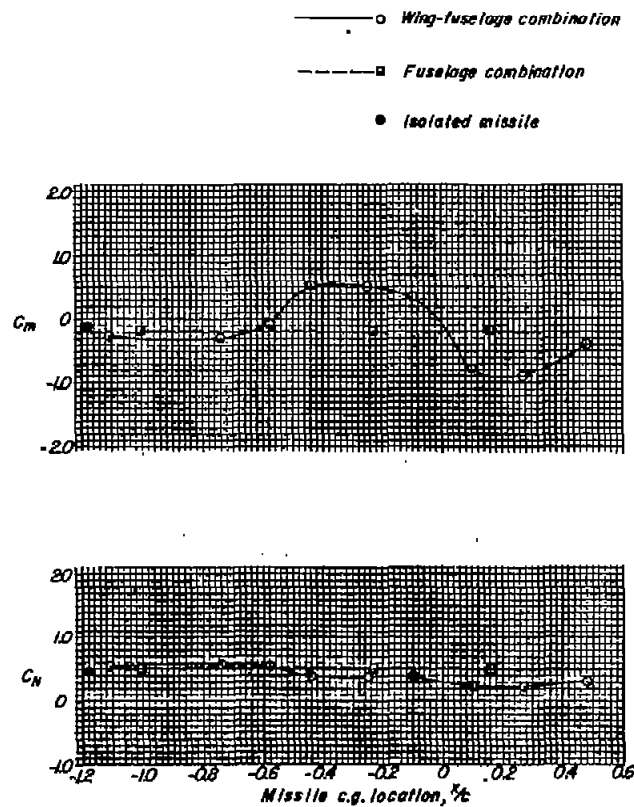 Wing-fuselage combination
Fuselage combination
Isolated missile
2.0
1.0
Cm
0
-1.0
-2.0
2.0
1.0
CN
0
-1.0
-1.2 -1.0 -0.8 -0.6 -0.4 -0.2 0 0.2 0.4 0.6
Missile c.g. location, x/c